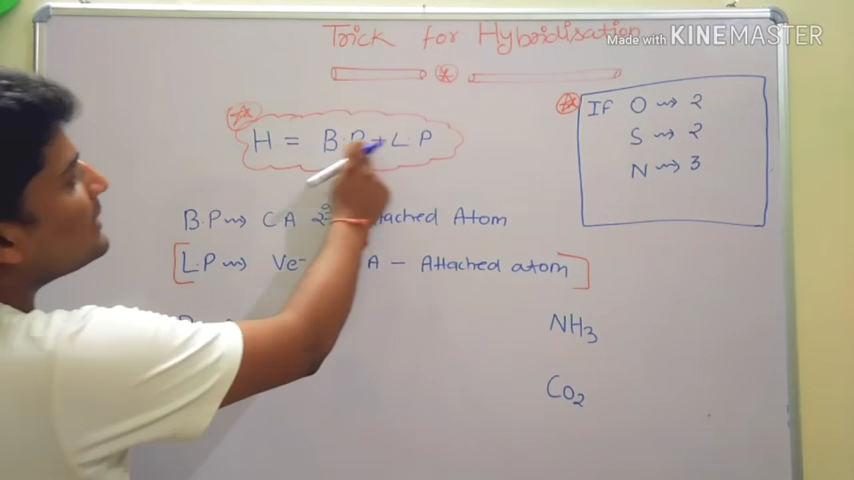 Trick for Hybridisation
Made with KINEMASTER
H = B.P + L.P
If O ⇝ 2
S ⇝ 2
N ⇝ 3
B.P ⇝ CA Attached Atom
[L.P ⇝ Ve⁻ A - Attached atom]
NH3
CO2